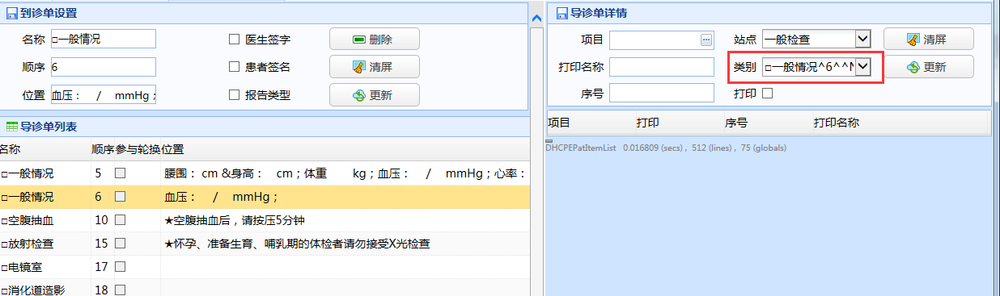 到诊单设置
名称 □一般情况 医生签字 删除
顺序 6 患者签名 清屏
位置 血压： / mmHg； 报告类型 更新
导诊单列表
名称 顺序 参与轮换 位置
□一般情况 5 腰围： cm &身高： cm；体重 kg；血压： / mmHg；心率：
□一般情况 6 血压： / mmHg；
□空腹抽血 10 ★空腹抽血后，请按压5分钟
□放射检查 15 ★怀孕、准备生育、哺乳期的体检者请勿接受X光检查
□电镜室 17
□消化道造影 18
导诊单详情
项目 ... 站点 一般检查 清屏
打印名称 类别 □一般情况^6^^N 更新
序号 打印
项目 打印 序号 打印名称
DHCPEPatItemList 0.016809 (secs) , 512 (lines) , 75 (globals)